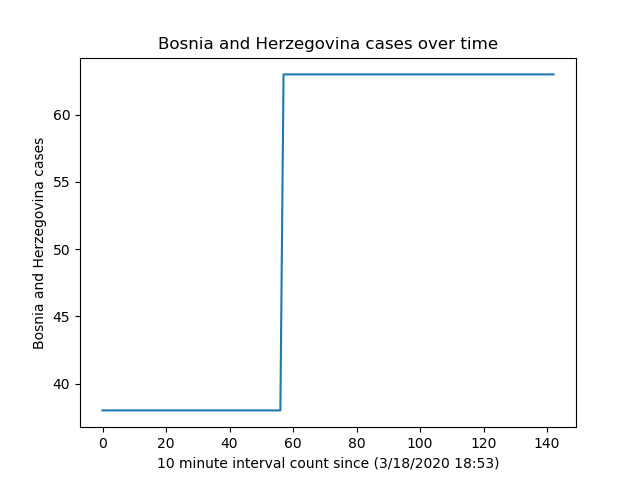 Bosnia and Herzegovina cases over time
Bosnia and Herzegovina cases
60
55
50
45
40
0 20 40 60 80 100 120 140
10 minute interval count since (3/18/2020 18:53)